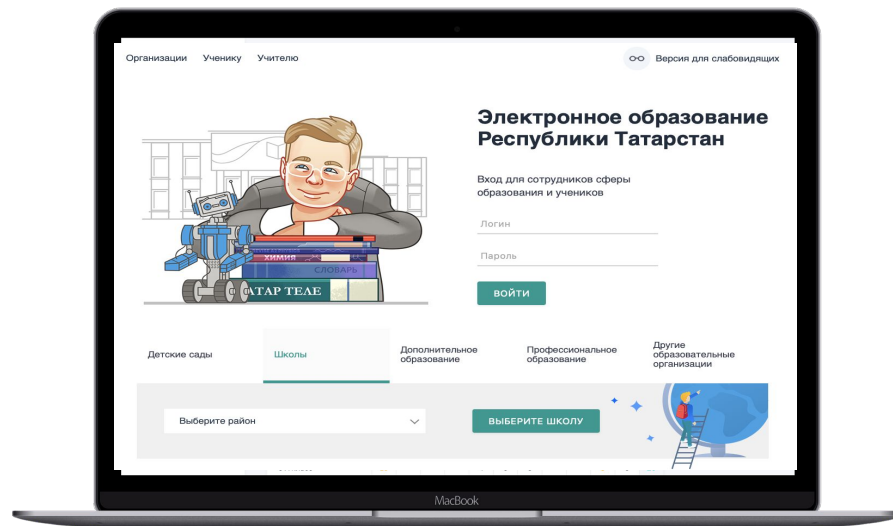 Организации Ученику Учителю Версия для слабовидящих
Электронное образование
Республики Татарстан
Вход для сотрудников сферы
образования и учеников
Логин
Пароль
ВОЙТИ
ХИМИЯ
СЛОВАРЬ
ТАТАР ТЕЛЕ
Детские сады
Школы
Дополнительное
образование
Профессиональное
образование
Другие
образовательные
организации
Выберите район
ВЫБЕРИТЕ ШКОЛУ
MacBook